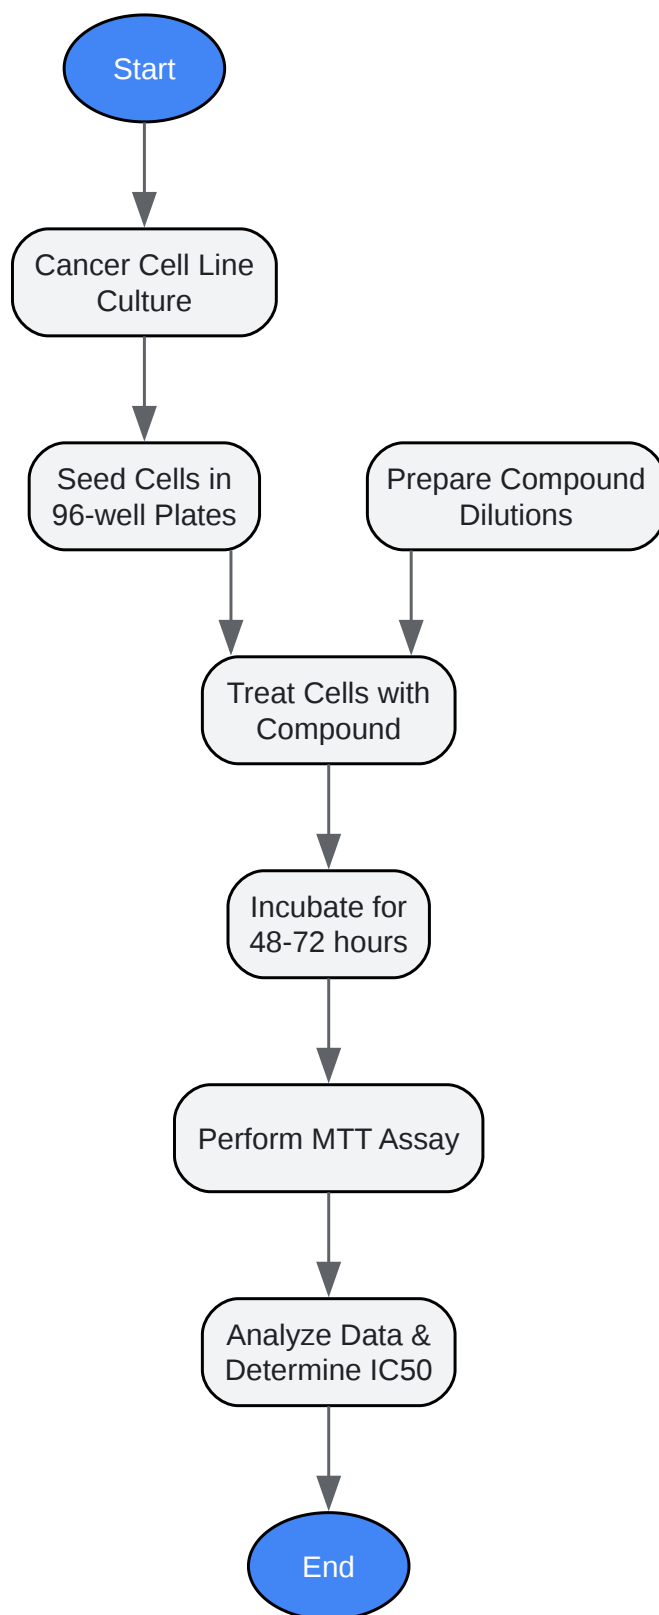 Start
Cancer Cell Line
Culture
Seed Cells in
96-well Plates
Prepare Compound
Dilutions
Treat Cells with
Compound
Incubate for
48-72 hours
Perform MTT Assay
Analyze Data &
Determine IC50
End